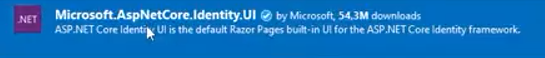 .NET
Microsoft.AspNetCore.Identity.UI by Microsoft, 54,3M downloads
ASP.NET Core Identity UI is the default Razor Pages built-in UI for the ASP.NET Core Identity framework.